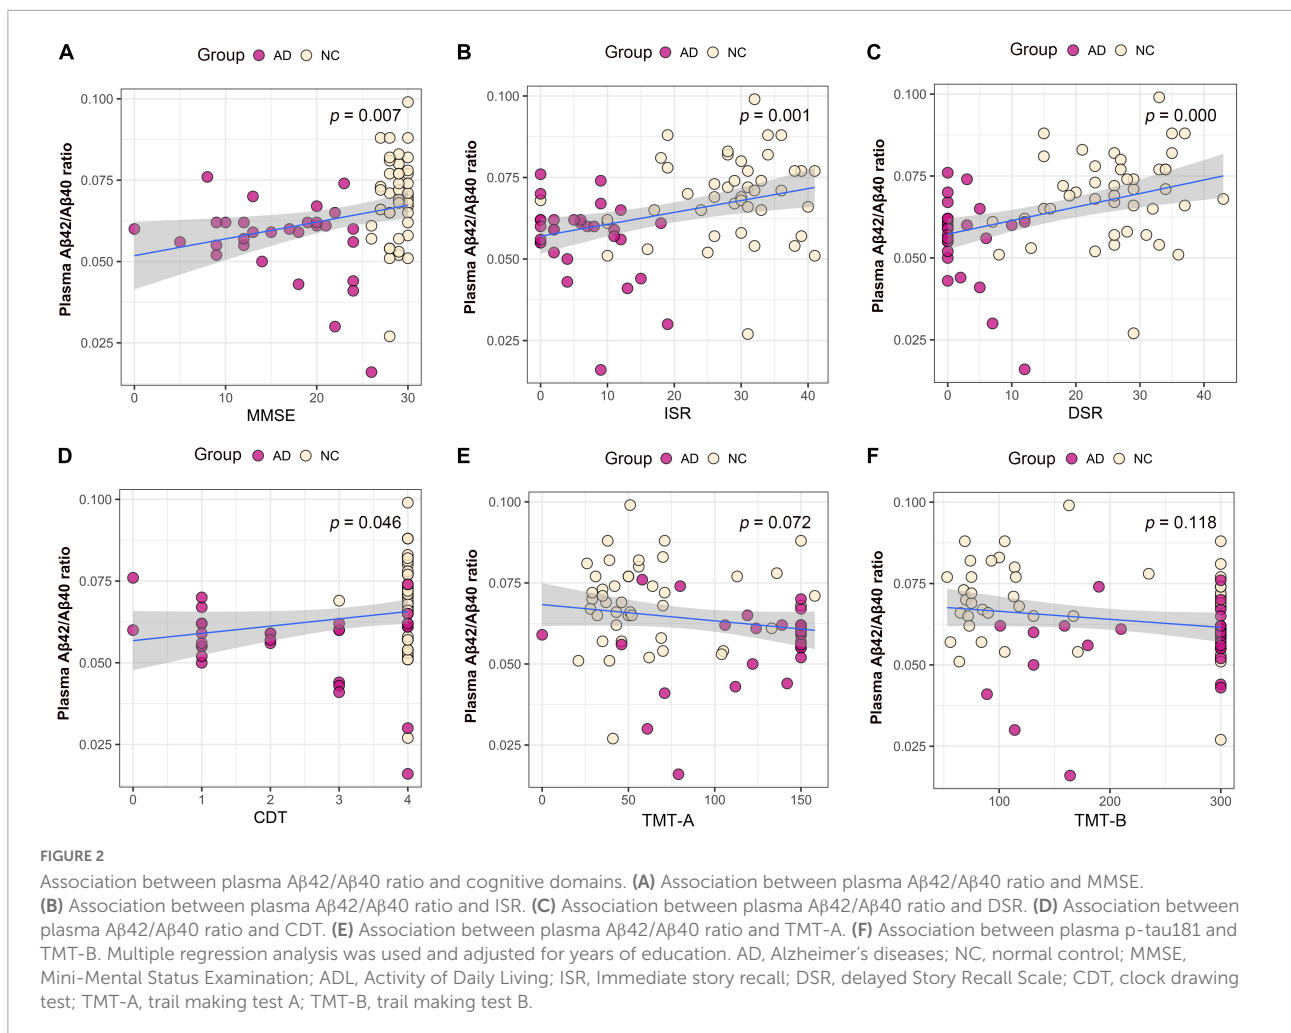 A Group AD NC
p = 0.007
Plasma Aβ42/Aβ40 ratio
0.100
0.075
0.050
0.025
0 10 20 30
MMSE
B Group AD NC
p = 0.001
Plasma Aβ42/Aβ40 ratio
0.100
0.075
0.050
0.025
0 10 20 30 40
ISR
C Group AD NC
p = 0.000
Plasma Aβ42/Aβ40 ratio
0.100
0.075
0.050
0.025
0 10 20 30 40
DSR
D Group AD NC
p = 0.046
Plasma Aβ42/Aβ40 ratio
0.100
0.075
0.050
0.025
0 1 2 3 4
CDT
E Group AD NC
p = 0.072
Plasma Aβ42/Aβ40 ratio
0.100
0.075
0.050
0.025
0 50 100 150
TMT-A
F Group AD NC
p = 0.118
Plasma Aβ42/Aβ40 ratio
0.100
0.075
0.050
0.025
100 200 300
TMT-B
FIGURE 2
Association between plasma Aβ42/Aβ40 ratio and cognitive domains. (A) Association between plasma Aβ42/Aβ40 ratio and MMSE.
(B) Association between plasma Aβ42/Aβ40 ratio and ISR. (C) Association between plasma Aβ42/Aβ40 ratio and DSR. (D) Association between
plasma Aβ42/Aβ40 ratio and CDT. (E) Association between plasma Aβ42/Aβ40 ratio and TMT-A. (F) Association between plasma p-tau181 and
TMT-B. Multiple regression analysis was used and adjusted for years of education. AD, Alzheimer's diseases; NC, normal control; MMSE,
Mini-Mental Status Examination; ADL, Activity of Daily Living; ISR, Immediate story recall; DSR, delayed Story Recall Scale; CDT, clock drawing
test; TMT-A, trail making test A; TMT-B, trail making test B.